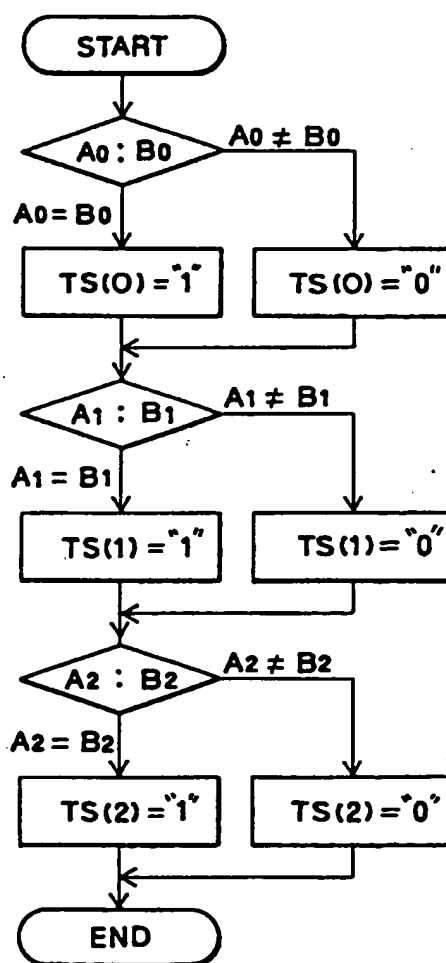 START
A0 : B0
A0 ≠ B0
A0 = B0
TS(0) = "1"
TS(0) = "0"
A1 : B1
A1 ≠ B1
A1 = B1
TS(1) = "1"
TS(1) = "0"
A2 : B2
A2 ≠ B2
A2 = B2
TS(2) = "1"
TS(2) = "0"
END